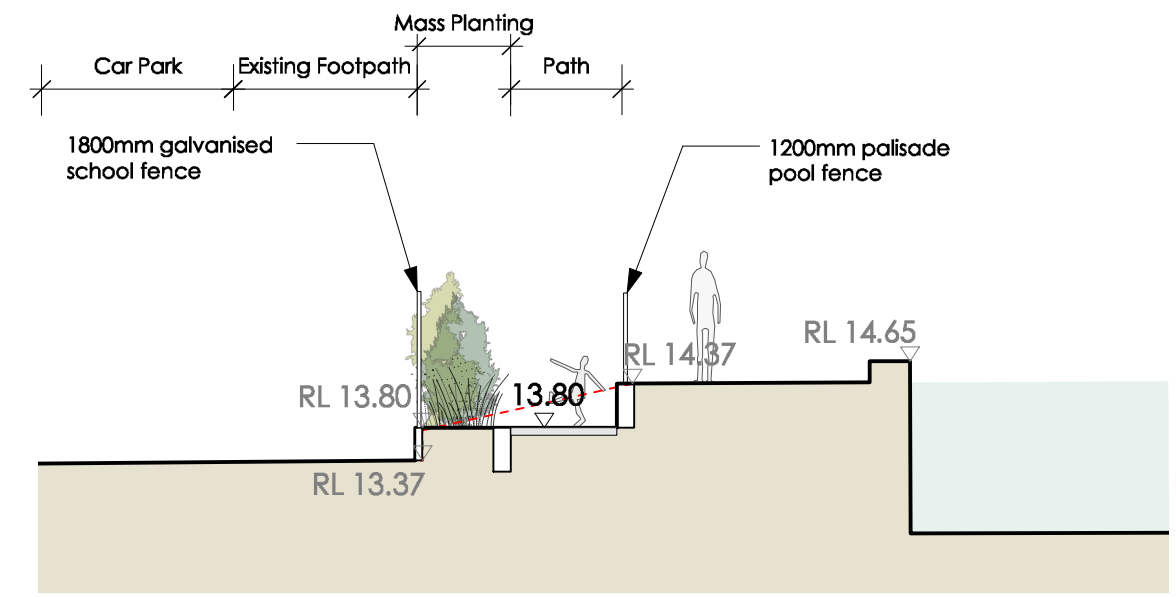 Mass Planting
Car Park
Existing Footpath
Path
1800mm galvanised
school fence
1200mm palisade
pool fence
RL 14.65
RL 14.37
RL 13.80
13.80
RL 13.37